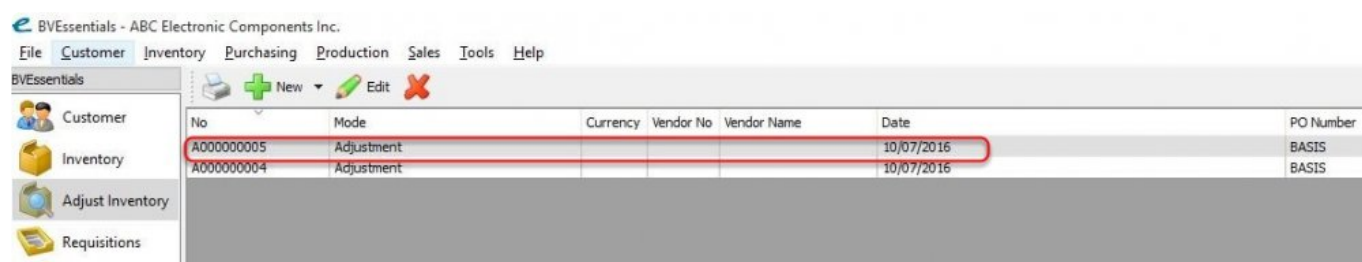 BVEssentials - ABC Electronic Components Inc.
File Customer Inventory Purchasing Production Sales Tools Help
BVEssentials
New Edit
Customer
Inventory
Adjust Inventory
Requisitions
No Mode Currency Vendor No Vendor Name Date PO Number
A000000005 Adjustment 10/07/2016 BASIS
A000000004 Adjustment 10/07/2016 BASIS